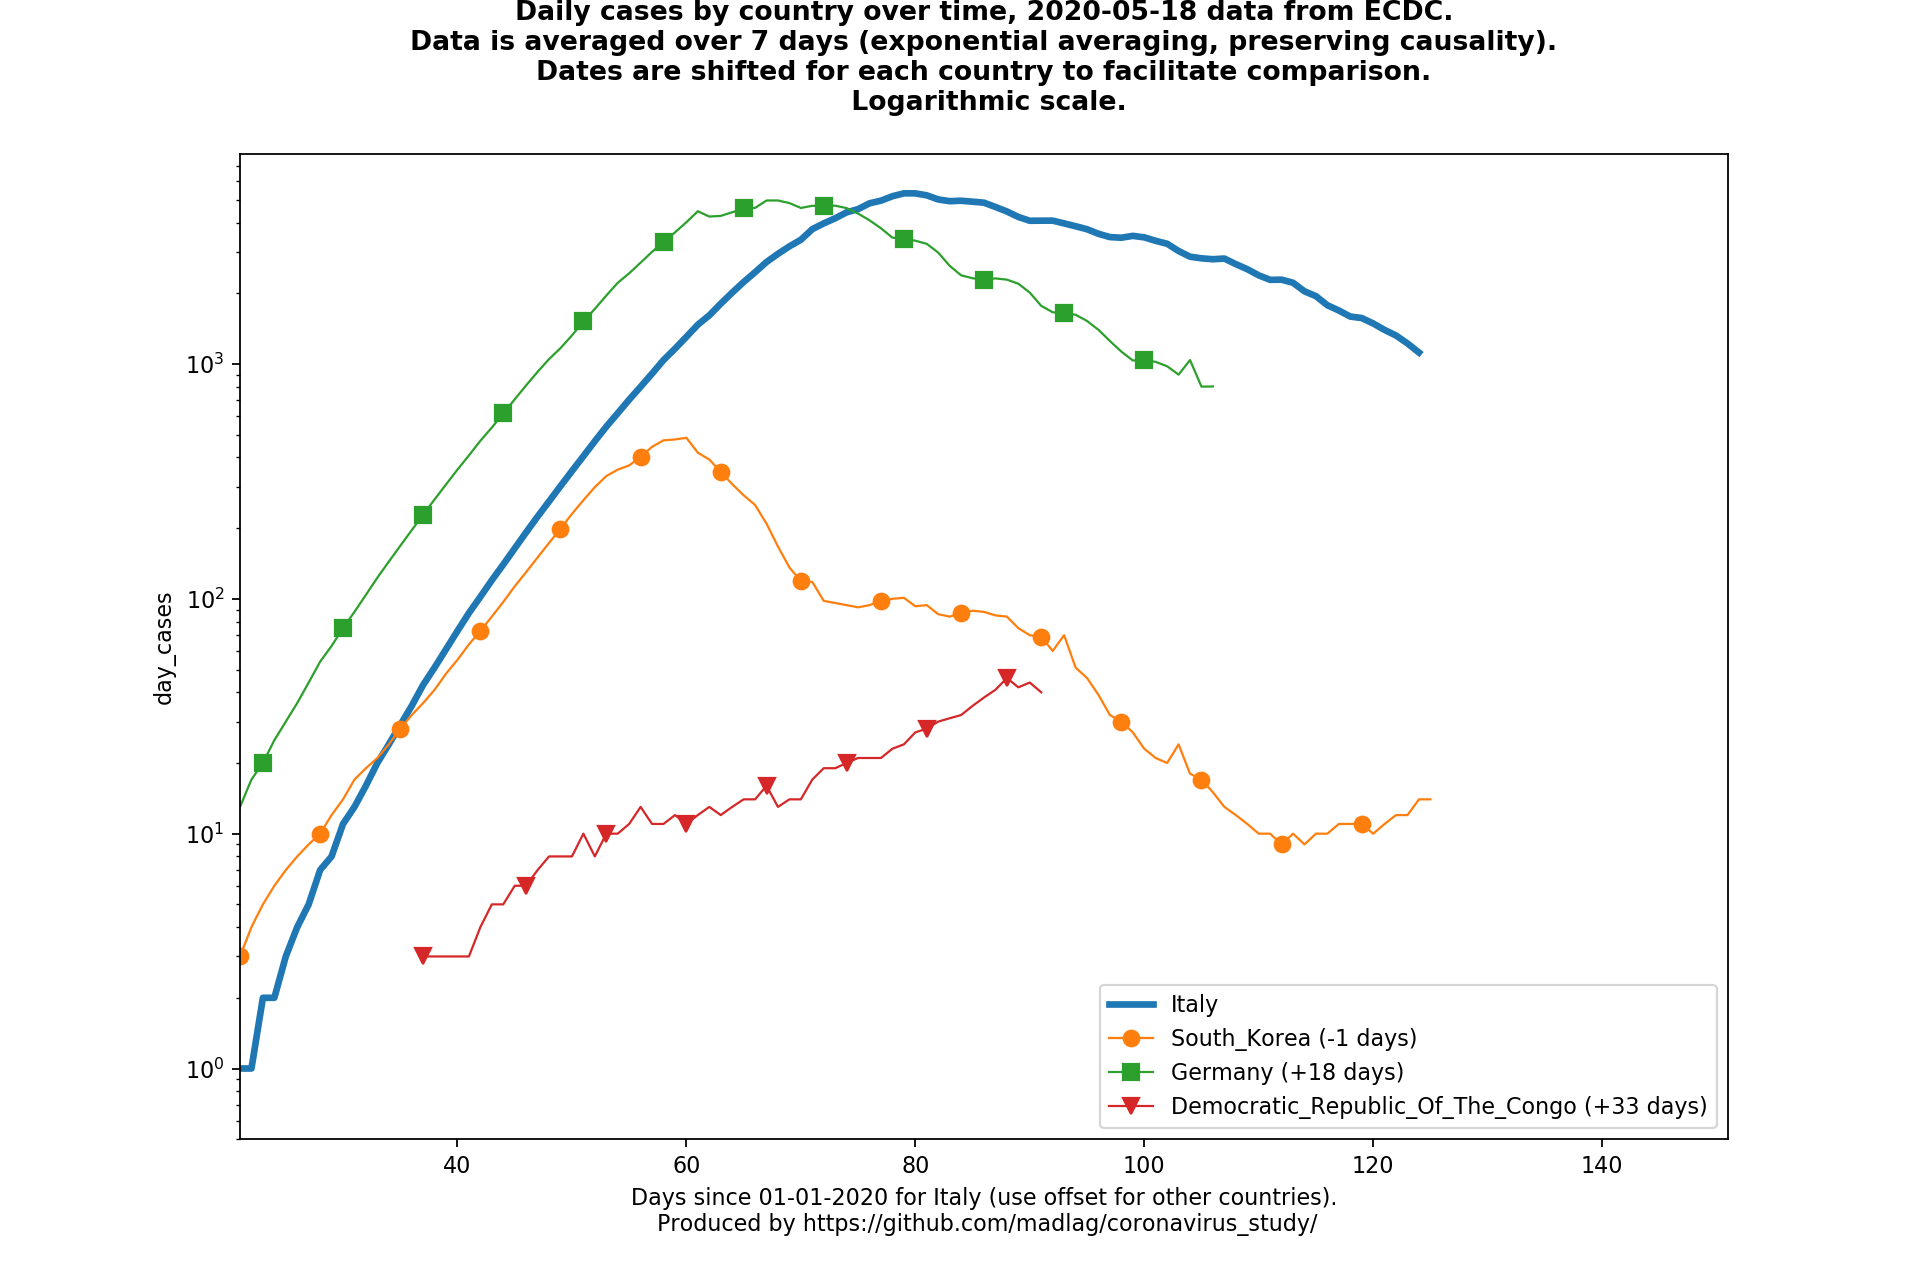 Daily cases by country over time, 2020-05-18 data from ECDC.
Data is averaged over 7 days (exponential averaging, preserving causality).
Dates are shifted for each country to facilitate comparison.
Logarithmic scale.
day_cases
10³
10²
10¹
10⁰
Italy
South_Korea (-1 days)
Germany (+18 days)
Democratic_Republic_Of_The_Congo (+33 days)
40 60 80 100 120 140
Days since 01-01-2020 for Italy (use offset for other countries).
Produced by https://github.com/madlag/coronavirus_study/